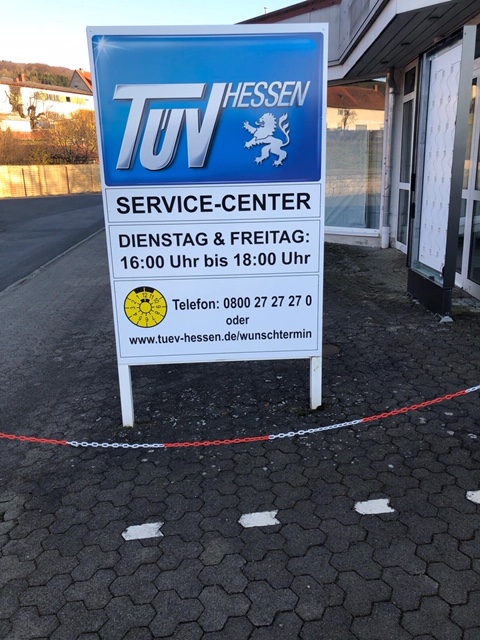 TÜV HESSEN
SERVICE-CENTER
DIENSTAG & FREITAG:
16:00 Uhr bis 18:00 Uhr
Telefon: 0800 27 27 27 0
oder
www.tuev-hessen.de/wunschtermin